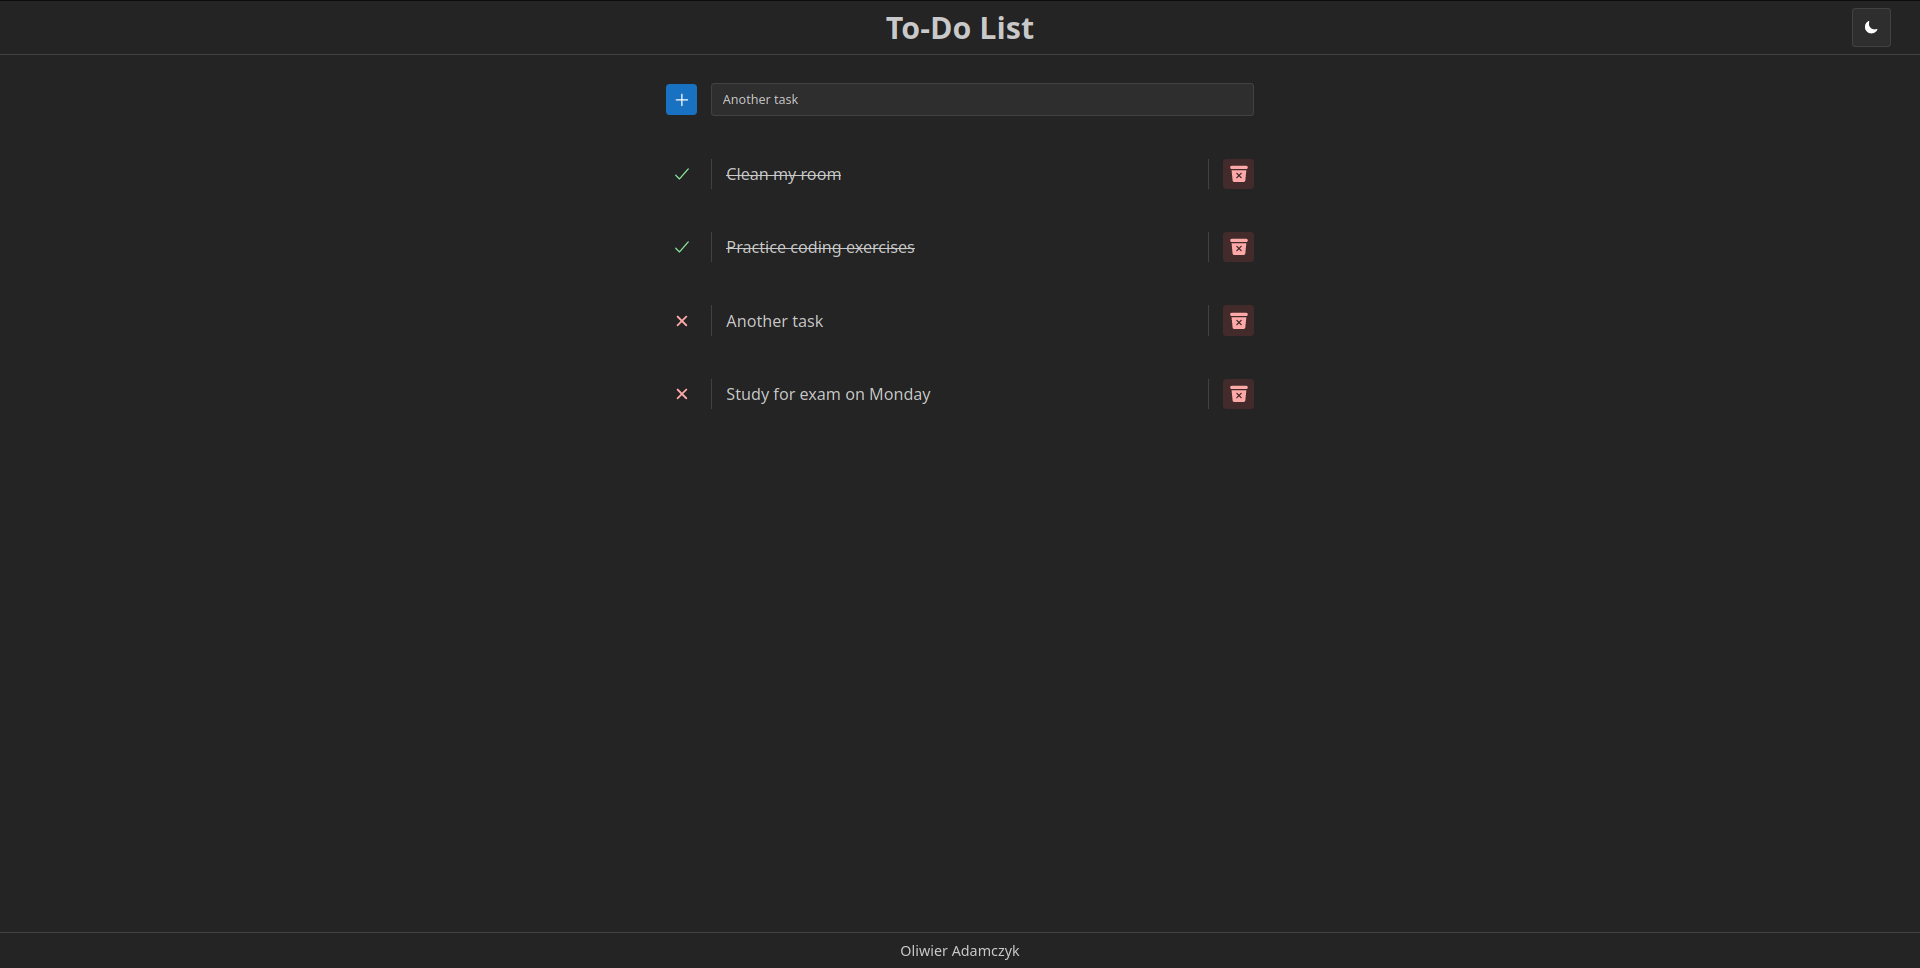 To-Do List
Another task
Clean my room
Practice coding exercises
Another task
Study for exam on Monday
Oliwier Adamczyk